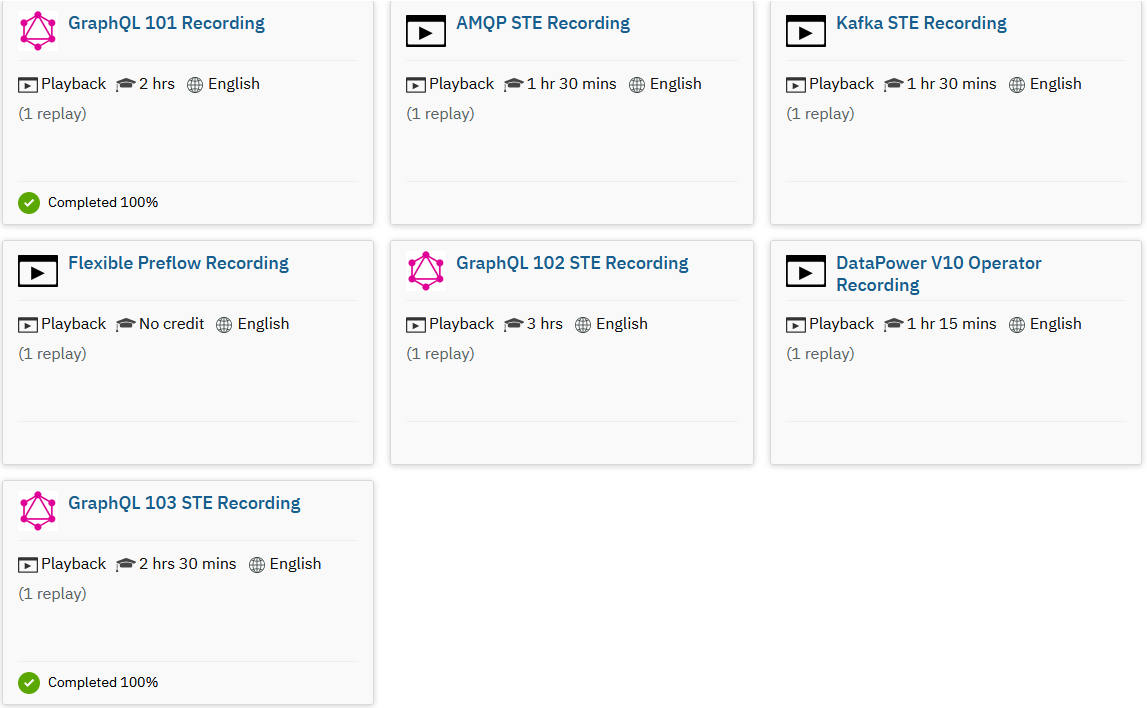 GraphQL 101 Recording
Playback 2 hrs English
(1 replay)
Completed 100%
AMQP STE Recording
Playback 1 hr 30 mins English
(1 replay)
Kafka STE Recording
Playback 1 hr 30 mins English
(1 replay)
Flexible Preflow Recording
Playback No credit English
(1 replay)
GraphQL 102 STE Recording
Playback 3 hrs English
(1 replay)
DataPower V10 Operator
Recording
Playback 1 hr 15 mins English
(1 replay)
GraphQL 103 STE Recording
Playback 2 hrs 30 mins English
(1 replay)
Completed 100%